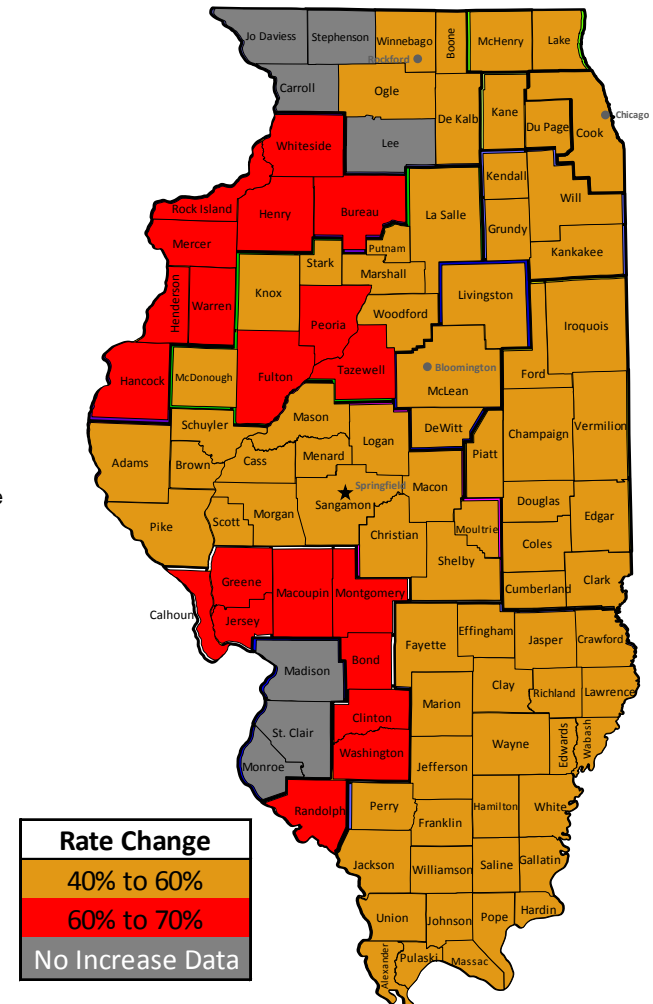 Jo Daviess
Stephenson
Winnebago
Boone
McHenry
Lake
Rockford
Carroll
Ogle
De Kalb
Kane
Du Page
Cook
Chicago
Whiteside
Lee
Kendall
Will
Rock Island
Henry
Bureau
La Salle
Grundy
Kankakee
Mercer
Putnam
Stark
Marshall
Henderson
Warren
Knox
Peoria
Woodford
Livingston
Iroquois
Ford
Hancock
McDonough
Fulton
Tazewell
Bloomington
McLean
Mason
Schuyler
Logan
DeWitt
Champaign
Vermilion
Adams
Brown
Cass
Menard
Piatt
Springfield
Macon
Sangamon
Douglas
Edgar
Pike
Scott
Morgan
Christian
Moultrie
Shelby
Coles
Greene
Macoupin
Montgomery
Cumberland
Clark
Calhoun
Jersey
Fayette
Effingham
Jasper
Crawford
Madison
Bond
Clay
Richland
Lawrence
Marion
St. Clair
Clinton
Washington
Wayne
Edwards
Wabash
Monroe
Jefferson
Randolph
Perry
Hamilton
White
Franklin
Jackson
Williamson
Saline
Gallatin
Union
Johnson
Pope
Hardin
Alexander
Pulaski
Massac
Rate Change
40% to 60%
60% to 70%
No Increase Data
e